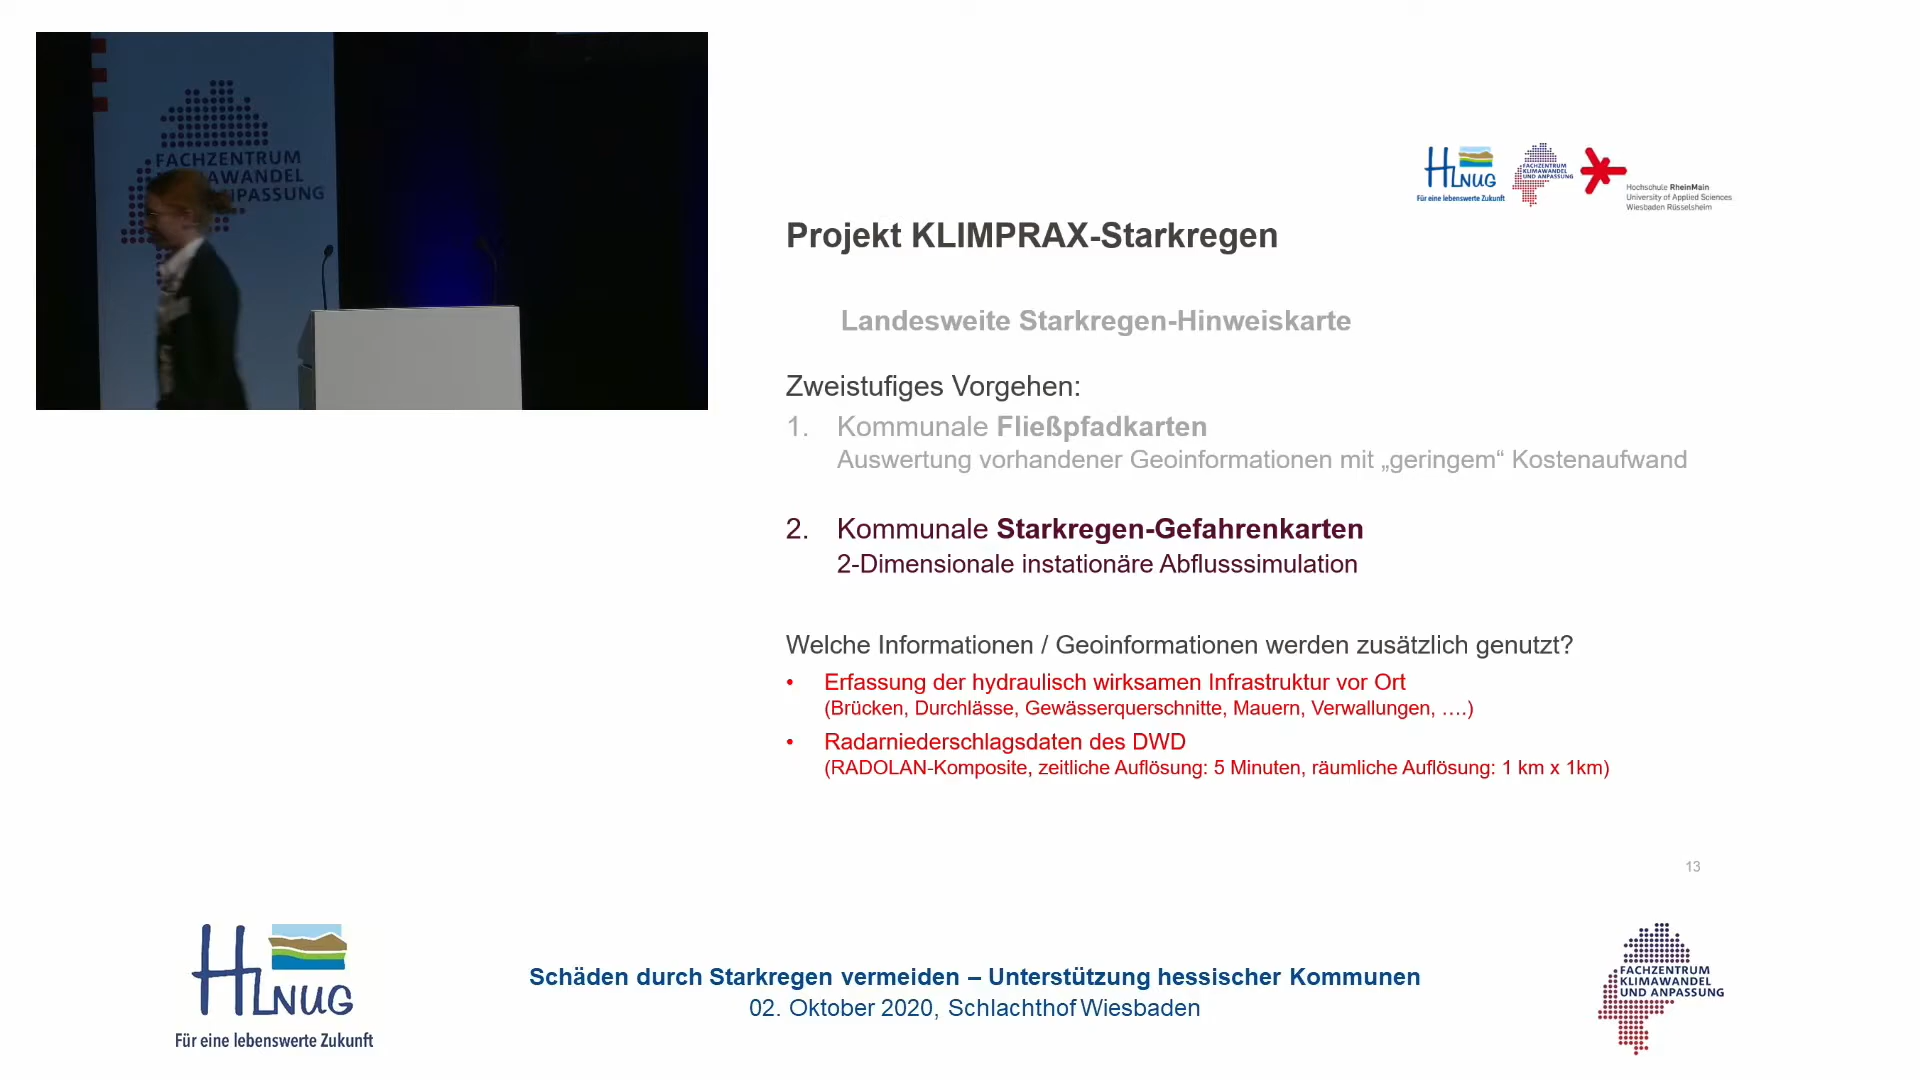 FACHZENTRUM
KLIMAWANDEL
UND ANPASSUNG
HLNUG
Für eine lebenswerte Zukunft
FACHZENTRUM
KLIMAWANDEL
UND ANPASSUNG
Hochschule RheinMain
University of Applied Sciences
Wiesbaden Rüsselsheim
Projekt KLIMPRAX-Starkregen
Landesweite Starkregen-Hinweiskarte
Zweistufiges Vorgehen:
1. Kommunale Fließpfadkarten
Auswertung vorhandener Geoinformationen mit „geringem“ Kostenaufwand
2. Kommunale Starkregen-Gefahrenkarten
2-Dimensionale instationäre Abflusssimulation
Welche Informationen / Geoinformationen werden zusätzlich genutzt?
• Erfassung der hydraulisch wirksamen Infrastruktur vor Ort
(Brücken, Durchlässe, Gewässerquerschnitte, Mauern, Verwallungen, ….)
• Radarniederschlagsdaten des DWD
(RADOLAN-Komposite, zeitliche Auflösung: 5 Minuten, räumliche Auflösung: 1 km x 1km)
13
HLNUG
Für eine lebenswerte Zukunft
Schäden durch Starkregen vermeiden – Unterstützung hessischer Kommunen
02. Oktober 2020, Schlachthof Wiesbaden
FACHZENTRUM
KLIMAWANDEL
UND ANPASSUNG